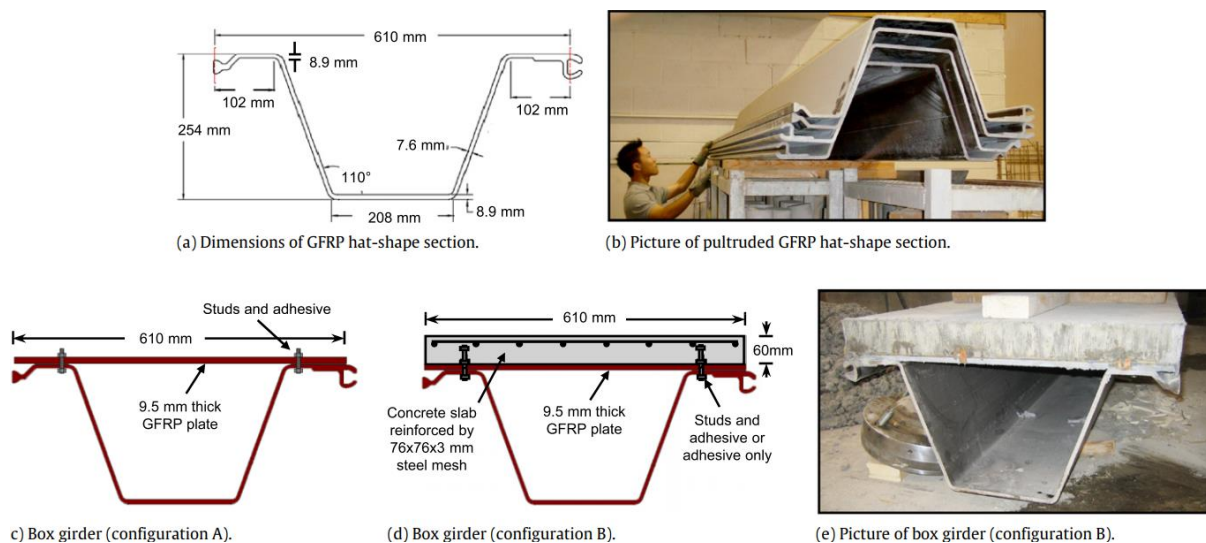 610 mm
8.9 mm
102 mm
102 mm
254 mm
7.6 mm
110°
208 mm
8.9 mm
(a) Dimensions of GFRP hat-shape section.
(b) Picture of pultruded GFRP hat-shape section.
Studs and adhesive
610 mm
9.5 mm thick
GFRP plate
c) Box girder (configuration A).
610 mm
60mm
Concrete slab
reinforced by
76x76x3 mm
steel mesh
9.5 mm thick
GFRP plate
Studs and
adhesive or
adhesive only
(d) Box girder (configuration B).
(e) Picture of box girder (configuration B).